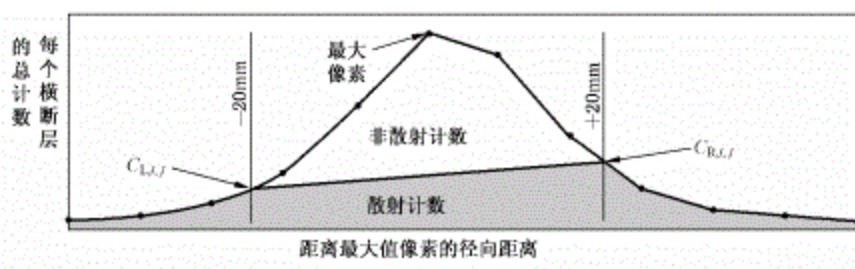 每个横断层
的总计数
最大
像素
-20mm
+20mm
非散射计数
C_{L,i,j}
C_{R,i,j}
散射计数
距离最大值像素的径向距离